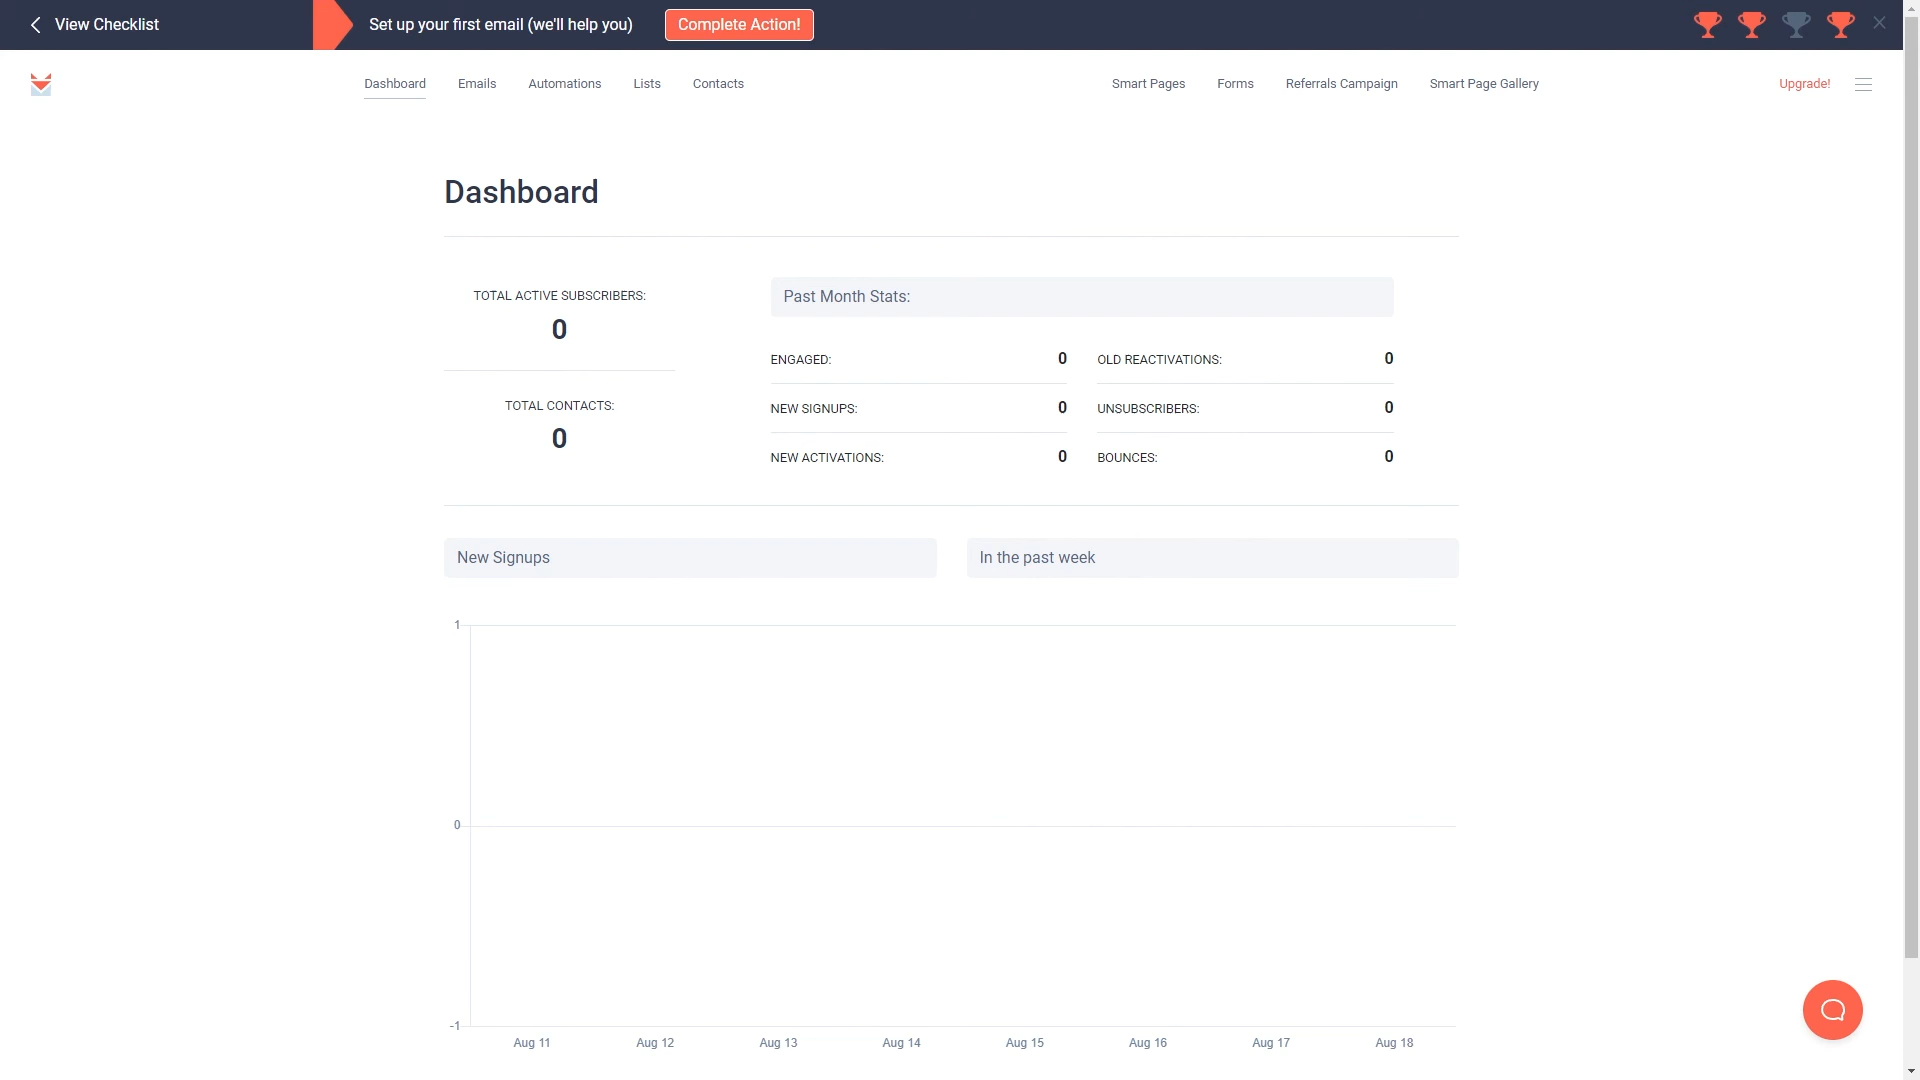 View Checklist
Set up your first email (we'll help you)
Complete Action!
Dashboard
Emails
Automations
Lists
Contacts
Smart Pages
Forms
Referrals Campaign
Smart Page Gallery
Upgrade!
Dashboard
TOTAL ACTIVE SUBSCRIBERS:
0
TOTAL CONTACTS:
0
Past Month Stats:
ENGAGED: 0
OLD REACTIVATIONS: 0
NEW SIGNUPS: 0
UNSUBSCRIBERS: 0
NEW ACTIVATIONS: 0
BOUNCES: 0
New Signups
In the past week
1
0
-1
Aug 11 Aug 12 Aug 13 Aug 14 Aug 15 Aug 16 Aug 17 Aug 18